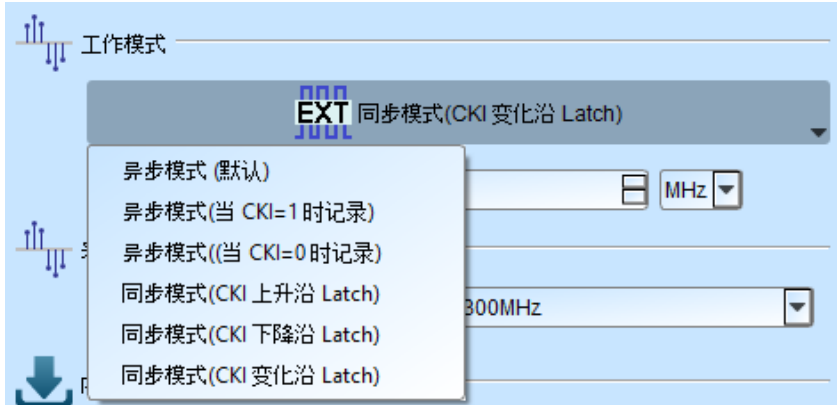 工作模式
EXT 同步模式(CKI 变化沿 Latch)
异步模式 (默认)
MHz
异步模式(当 CKI=1 时记录)
异步模式((当 CKI=0 时记录)
同步模式(CKI 上升沿 Latch)
300MHz
同步模式(CKI 下降沿 Latch)
同步模式(CKI 变化沿 Latch)